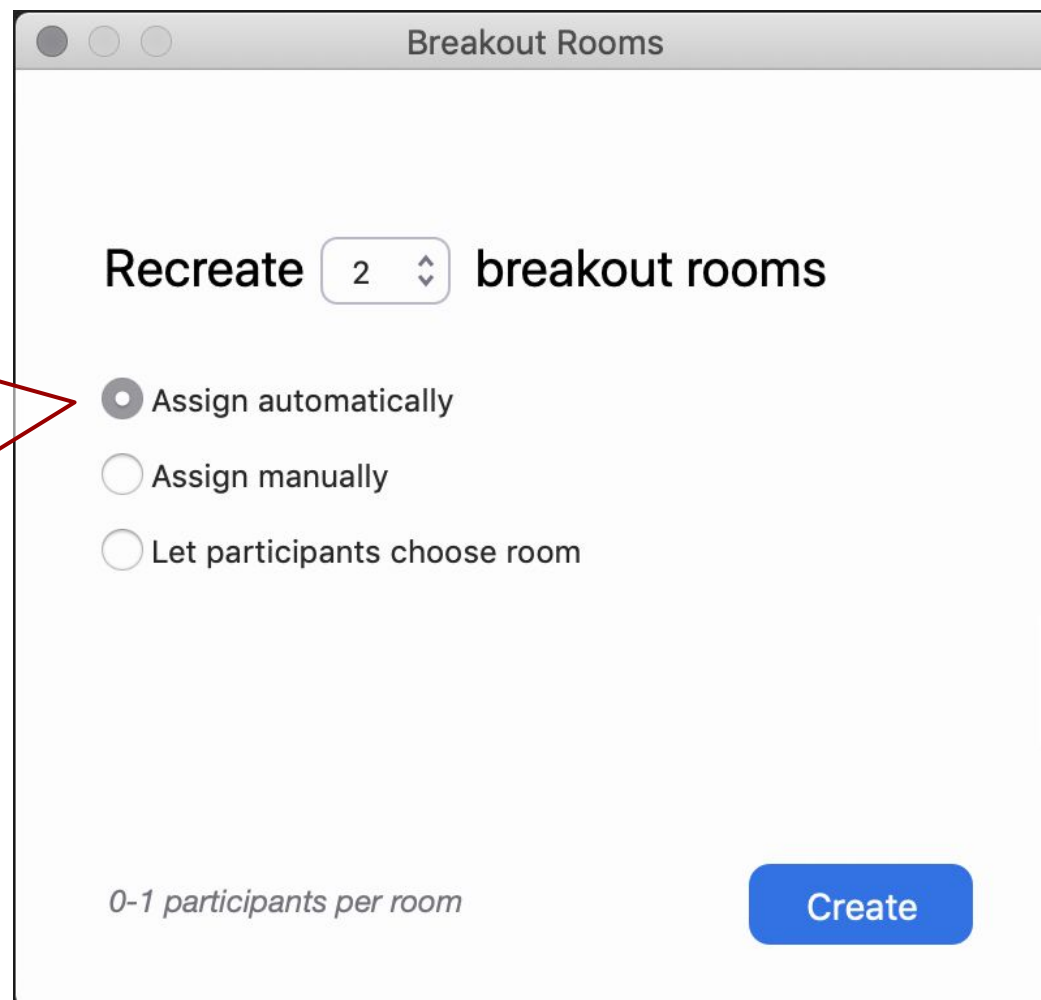 Breakout Rooms
Recreate 2 breakout rooms
Assign automatically
Assign manually
Let participants choose room
0-1 participants per room
Create